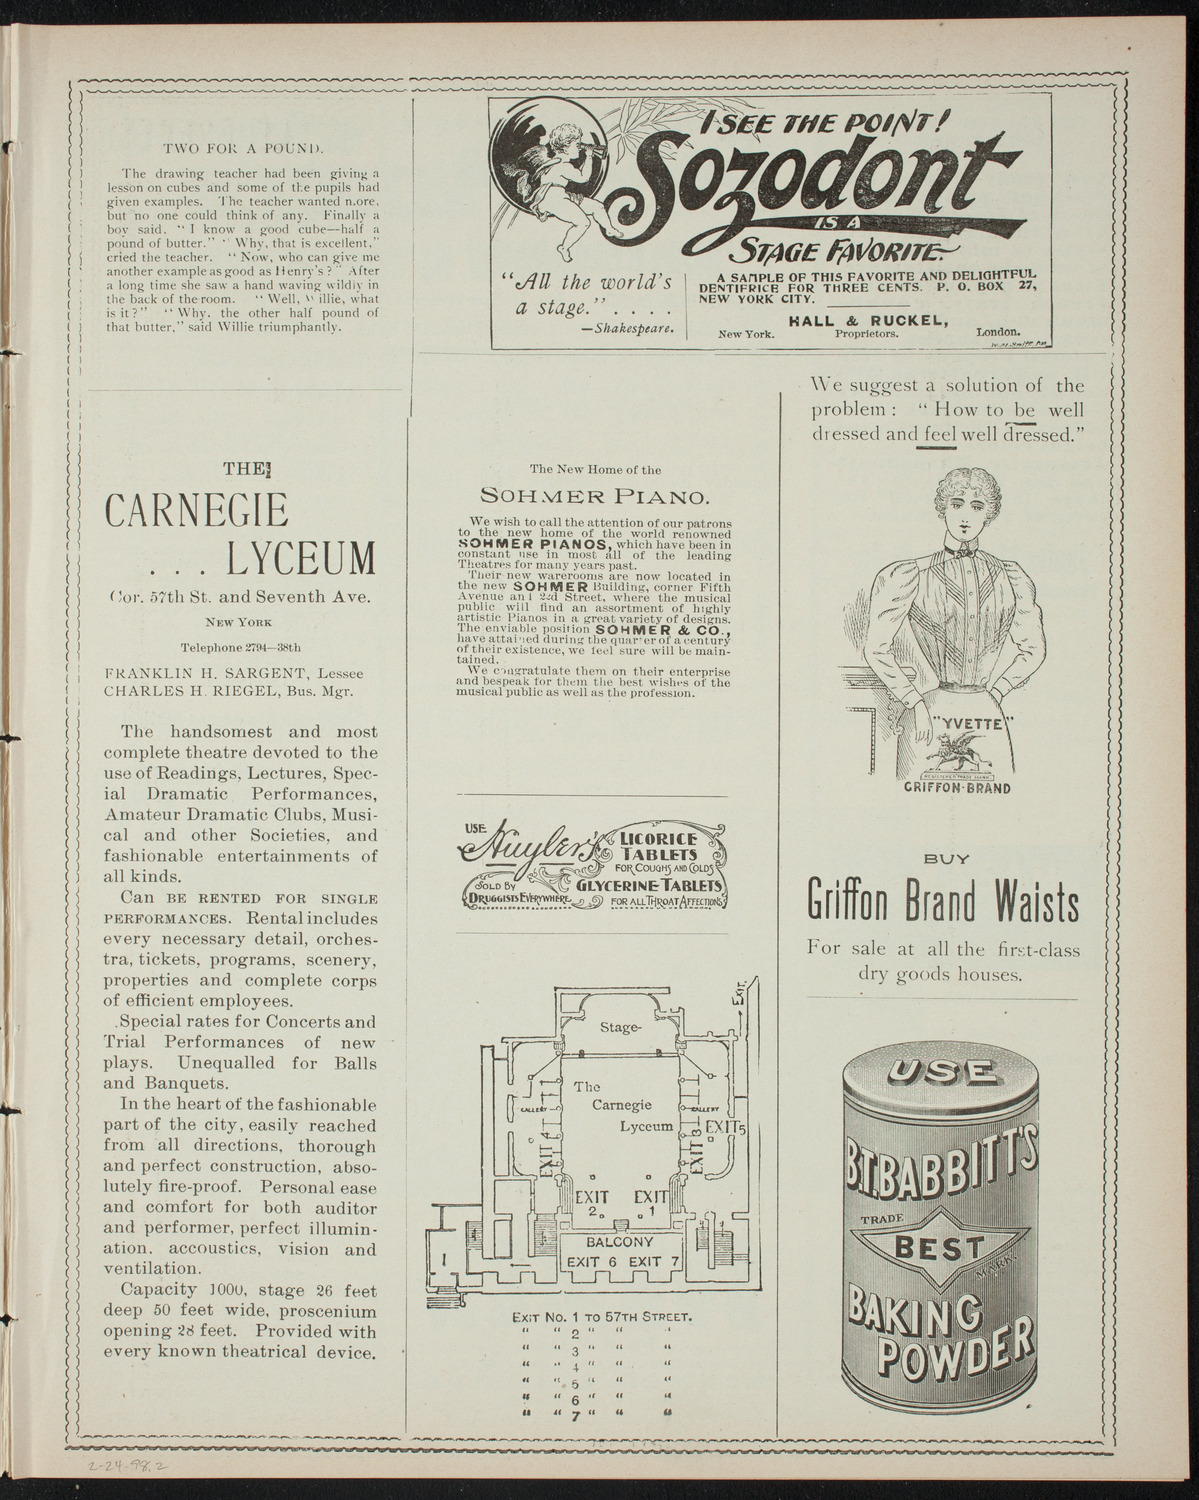 TWO FOR A POUND.
The drawing teacher had been giving a
lesson on cubes and some of the pupils had
given examples. The teacher wanted more,
but no one could think of any. Finally a
boy said. "I know a good cube—half a
pound of butter." "Why, that is excellent,"
cried the teacher. "Now, who can give me
another example as good as Henry's?" After
a long time she saw a hand waving wildly in
the back of the room. "Well, Willie, what
is it?" "Why, the other half pound of
that butter," said Willie triumphantly.
THE
CARNEGIE
. . . LYCEUM
Cor. 57th St. and Seventh Ave.
NEW YORK
Telephone 2794—38th
FRANKLIN H. SARGENT, Lessee
CHARLES H. RIEGEL, Bus. Mgr.
The handsomest and most
complete theatre devoted to the
use of Readings, Lectures, Spec-
ial Dramatic Performances,
Amateur Dramatic Clubs, Musi-
cal and other Societies, and
fashionable entertainments of
all kinds.
Can BE RENTED FOR SINGLE
PERFORMANCES. Rental includes
every necessary detail, orches-
tra, tickets, programs, scenery,
properties and complete corps
of efficient employees.
Special rates for Concerts and
Trial Performances of new
plays. Unequalled for Balls
and Banquets.
In the heart of the fashionable
part of the city, easily reached
from all directions, thorough
and perfect construction, abso-
lutely fire-proof. Personal ease
and comfort for both auditor
and performer, perfect illumin-
ation, accoustics, vision and
ventilation.
Capacity 1000, stage 26 feet
deep 50 feet wide, proscenium
opening 28 feet. Provided with
every known theatrical device.
I SEE THE POINT!
Sozodont
IS A
STAGE FAVORITE.
"All the world's
a stage." . . . .
—Shakespeare.
A SAMPLE OF THIS FAVORITE AND DELIGHTFUL
DENTIFRICE FOR THREE CENTS. P. O. BOX 27,
NEW YORK CITY.
HALL & RUCKEL,
New York. Proprietors. London.
The New Home of the
SOHMER PIANO.
We wish to call the attention of our patrons
to the new home of the world renowned
SOHMER PIANOS, which have been in
constant use in most all of the leading
Theatres for many years past.
Their new warerooms are now located in
the new SOHMER Building, corner Fifth
Avenue and 22d Street, where the musical
public will find an assortment of highly
artistic Pianos in a great variety of designs.
The enviable position SOHMER & CO.,
have attained during the quarter of a century
of their existence, we feel sure will be main-
tained.
We congratulate them on their enterprise
and bespeak for them the best wishes of the
musical public as well as the profession.
USE Huyler's LICORICE
TABLETS
FOR COUGHS AND COLDS
SOLD BY
DRUGGISTS EVERYWHERE
GLYCERINE TABLETS
FOR ALL THROAT AFFECTIONS
EXIT.
Stage-
The
Carnegie
Lyceum
GALLERY
GALLERY
EXIT 4
EXIT 3
EXIT 5
EXIT 2
EXIT 1
BALCONY
EXIT 6 EXIT 7
EXIT No. 1 TO 57TH STREET.
" " 2 " " "
" " 3 " " "
" " 4 " " "
" " 5 " " "
" " 6 " " "
" " 7 " " "
We suggest a solution of the
problem: "How to be well
dressed and feel well dressed."
"YVETTE"
REGISTERED TRADE MARK
GRIFFON-BRAND
BUY
Griffon Brand Waists
For sale at all the first-class
dry goods houses.
USE
B.T. BABBITT'S
TRADE
BEST
MARK
BAKING
POWDER
2-24-98.2